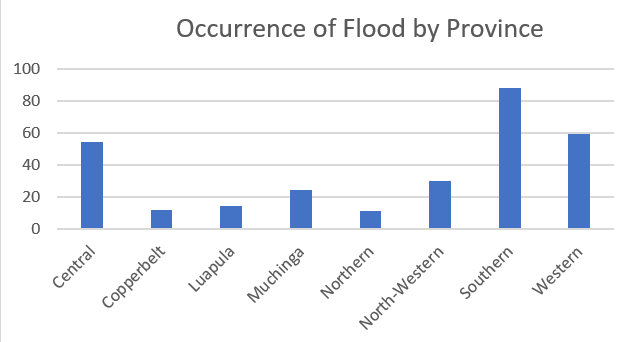 Occurrence of Flood by Province
100
80
60
40
20
0
Central
Copperbelt
Luapula
Muchinga
Northern
North-Western
Southern
Western